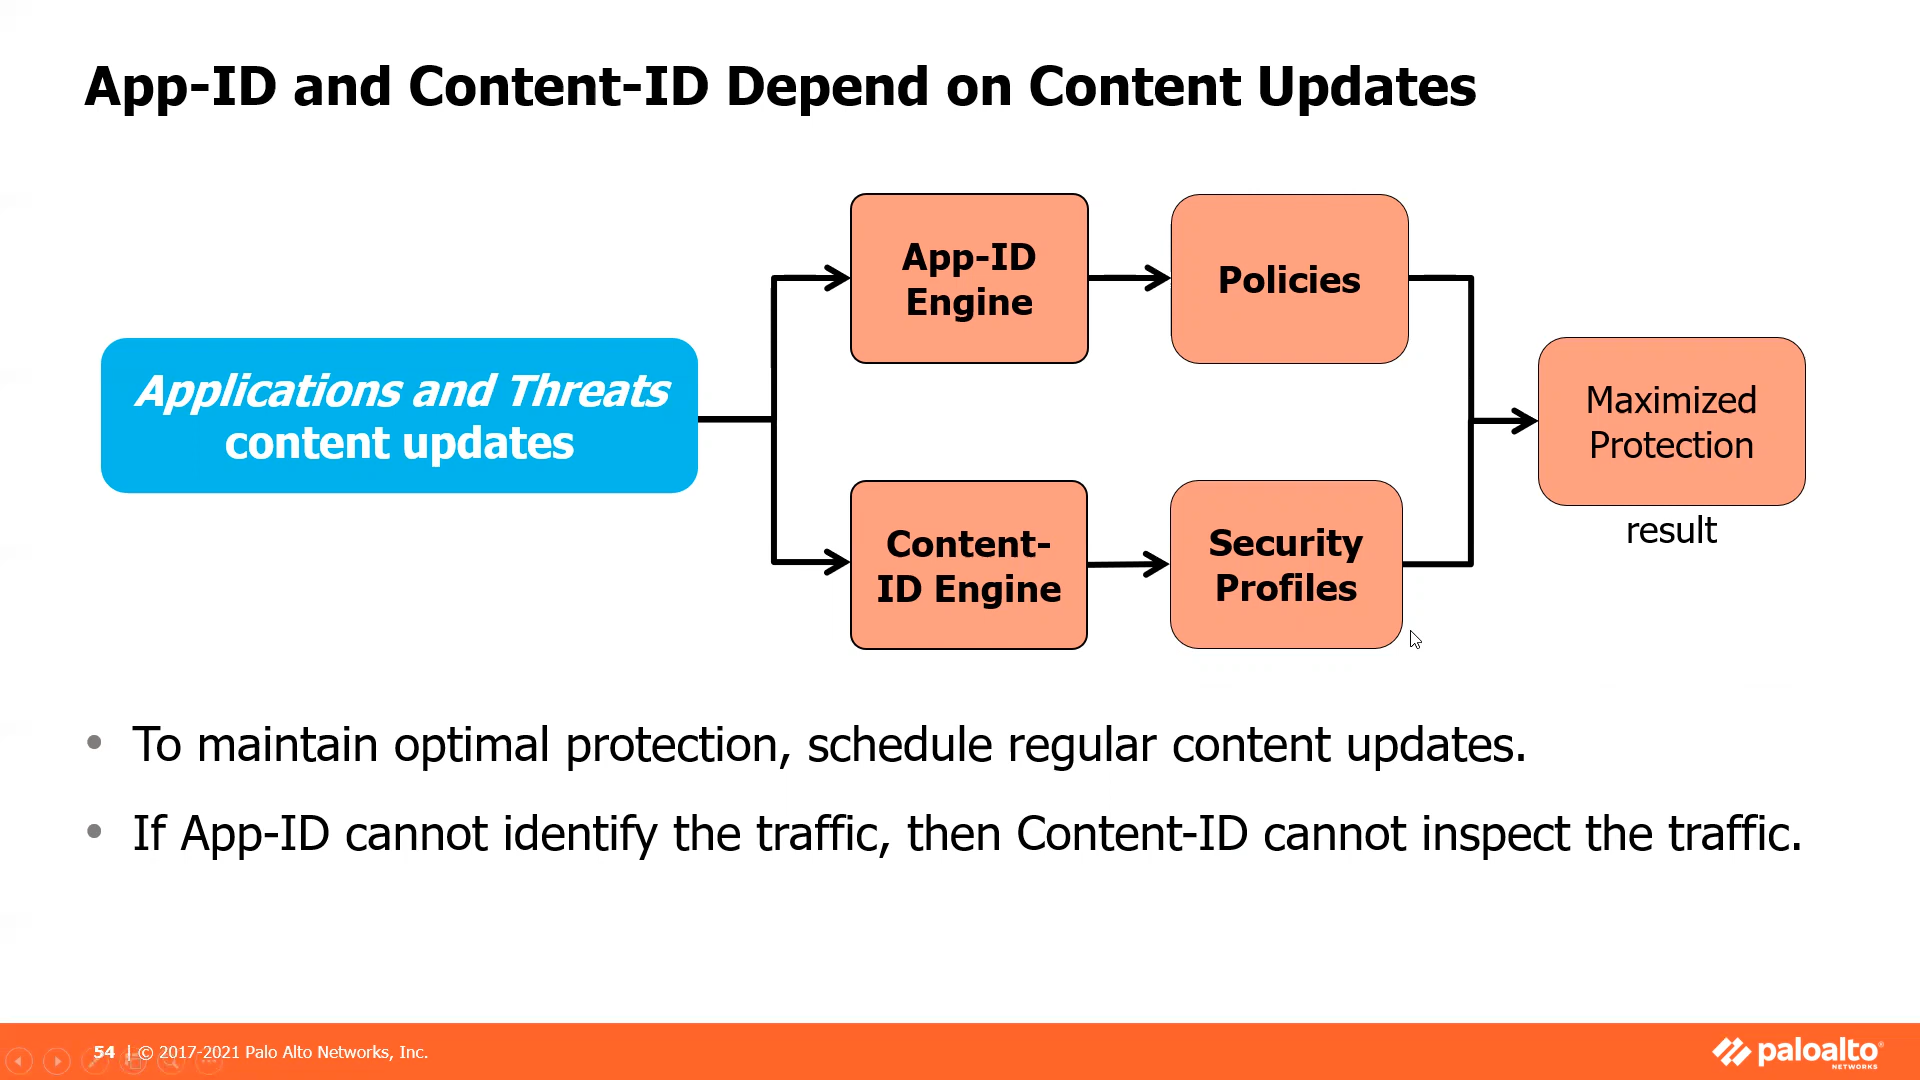 App-ID and Content-ID Depend on Content Updates
App-ID
Engine
Policies
Applications and Threats
content updates
Maximized
Protection
result
Content-
ID Engine
Security
Profiles
• To maintain optimal protection, schedule regular content updates.
• If App-ID cannot identify the traffic, then Content-ID cannot inspect the traffic.
54 | © 2017-2021 Palo Alto Networks, Inc.
paloalto®
NETWORKS